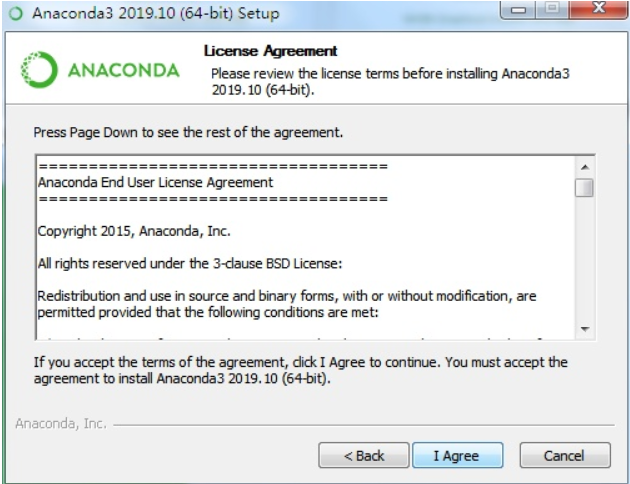 Anaconda3 2019.10 (64-bit) Setup
ANACONDA
License Agreement
Please review the license terms before installing Anaconda3
2019.10 (64-bit).
Press Page Down to see the rest of the agreement.
===================================
Anaconda End User License Agreement
===================================
Copyright 2015, Anaconda, Inc.
All rights reserved under the 3-clause BSD License:
Redistribution and use in source and binary forms, with or without modification, are
permitted provided that the following conditions are met:
If you accept the terms of the agreement, click I Agree to continue. You must accept the
agreement to install Anaconda3 2019.10 (64-bit).
Anaconda, Inc.
< Back
I Agree
Cancel